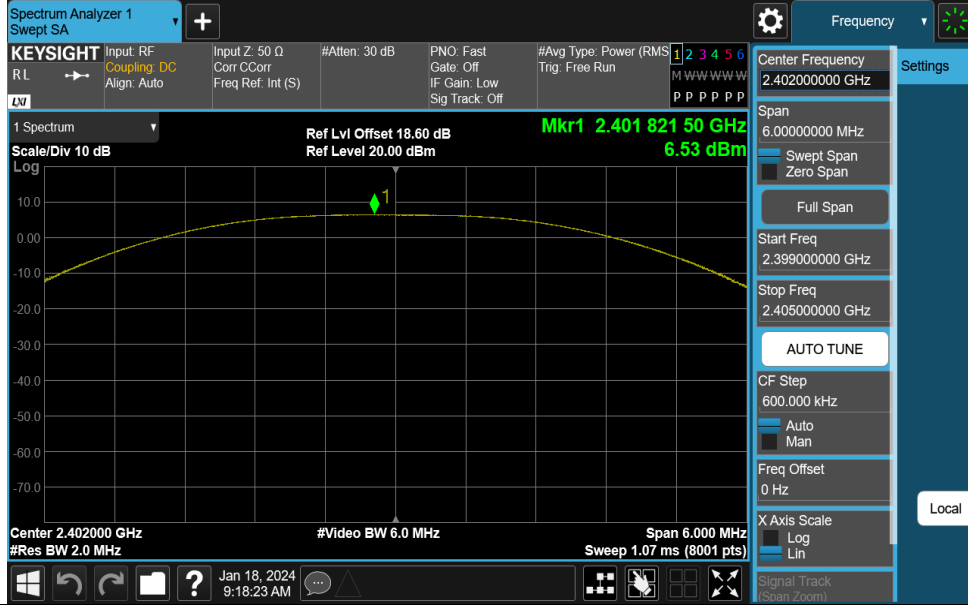 Spectrum Analyzer 1
Swept SA
+
Frequency
KEYSIGHT
RL
LXI
Input: RF
Coupling: DC
Align: Auto
Input Z: 50 Ω
Corr CCorr
Freq Ref: Int (S)
#Atten: 30 dB
PNO: Fast
Gate: Off
IF Gain: Low
Sig Track: Off
#Avg Type: Power (RMS
Trig: Free Run
1 2 3 4 5 6
M W W W W W
P P P P P P
1 Spectrum
Scale/Div 10 dB
Ref Lvl Offset 18.60 dB
Ref Level 20.00 dBm
Mkr1 2.401 821 50 GHz
6.53 dBm
Log
10.0
0.00
-10.0
-20.0
-30.0
-40.0
-50.0
-60.0
-70.0
1
Center 2.402000 GHz
#Res BW 2.0 MHz
#Video BW 6.0 MHz
Span 6.000 MHz
Sweep 1.07 ms (8001 pts)
Center Frequency
2.402000000 GHz
Span
6.00000000 MHz
Swept Span
Zero Span
Full Span
Start Freq
2.399000000 GHz
Stop Freq
2.405000000 GHz
AUTO TUNE
CF Step
600.000 kHz
Auto
Man
Freq Offset
0 Hz
X Axis Scale
Log
Lin
Signal Track
(Span Zoom)
Settings
Local
?
Jan 18, 2024
9:18:23 AM